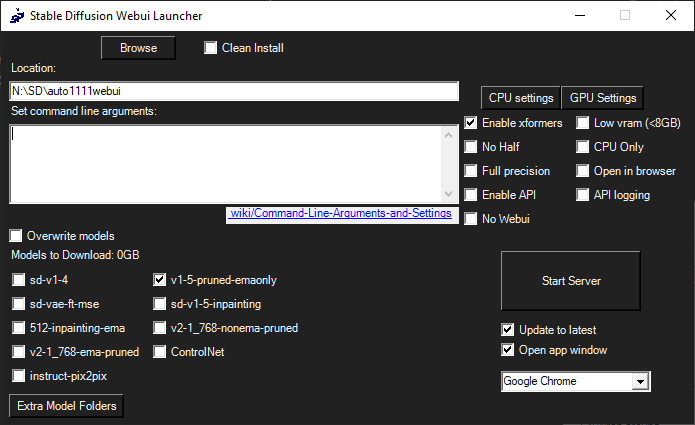 Stable Diffusion Webui Launcher
Browse
Clean Install
Location:
N:\SD\auto1111webui
CPU settings
GPU Settings
Set command line arguments:
Enable xformers
Low vram (<8GB)
No Half
CPU Only
Full precision
Open in browser
Enable API
API logging
wiki/Command-Line-Arguments-and-Settings
No Webui
Overwrite models
Models to Download: 0GB
sd-v1-4
v1-5-pruned-emaonly
Start Server
sd-vae-ft-mse
sd-v1-5-inpainting
512-inpainting-ema
v2-1_768-nonema-pruned
Update to latest
v2-1_768-ema-pruned
ControlNet
Open app window
instruct-pix2pix
Google Chrome
Extra Model Folders